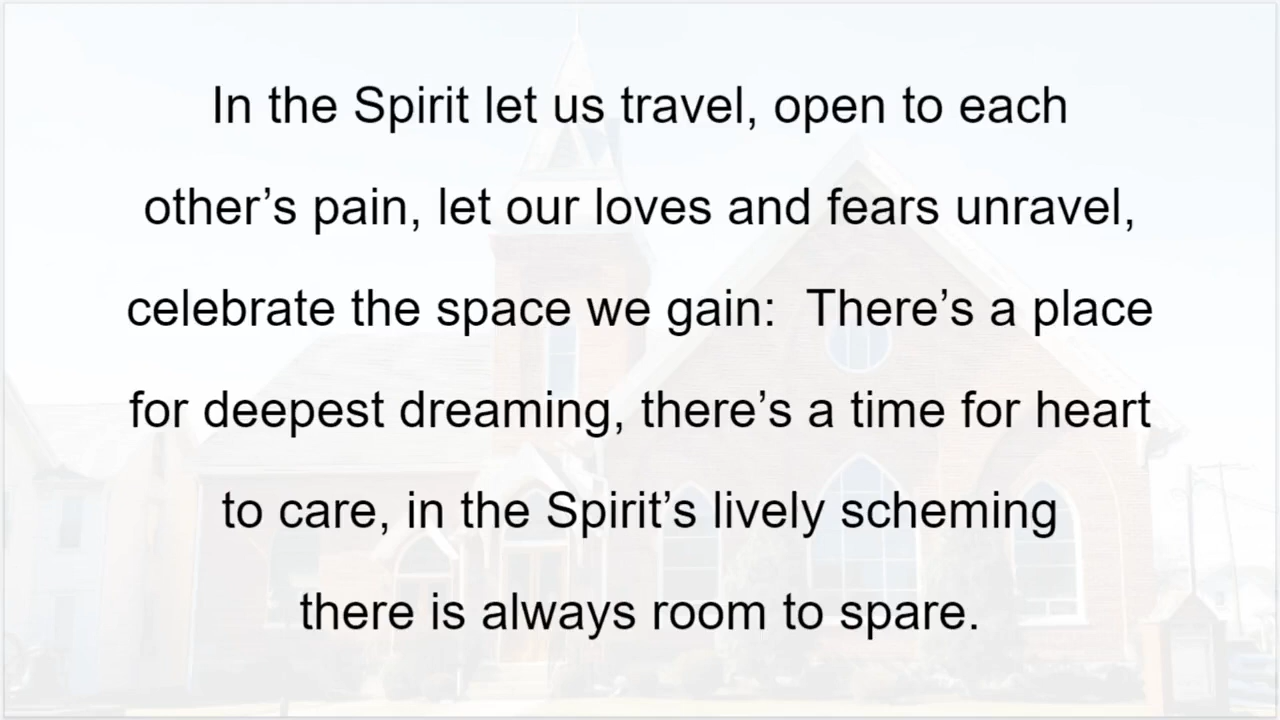 In the Spirit let us travel, open to each
other’s pain, let our loves and fears unravel,
celebrate the space we gain:  There’s a place
for deepest dreaming, there’s a time for heart
to care, in the Spirit’s lively scheming
there is always room to spare.